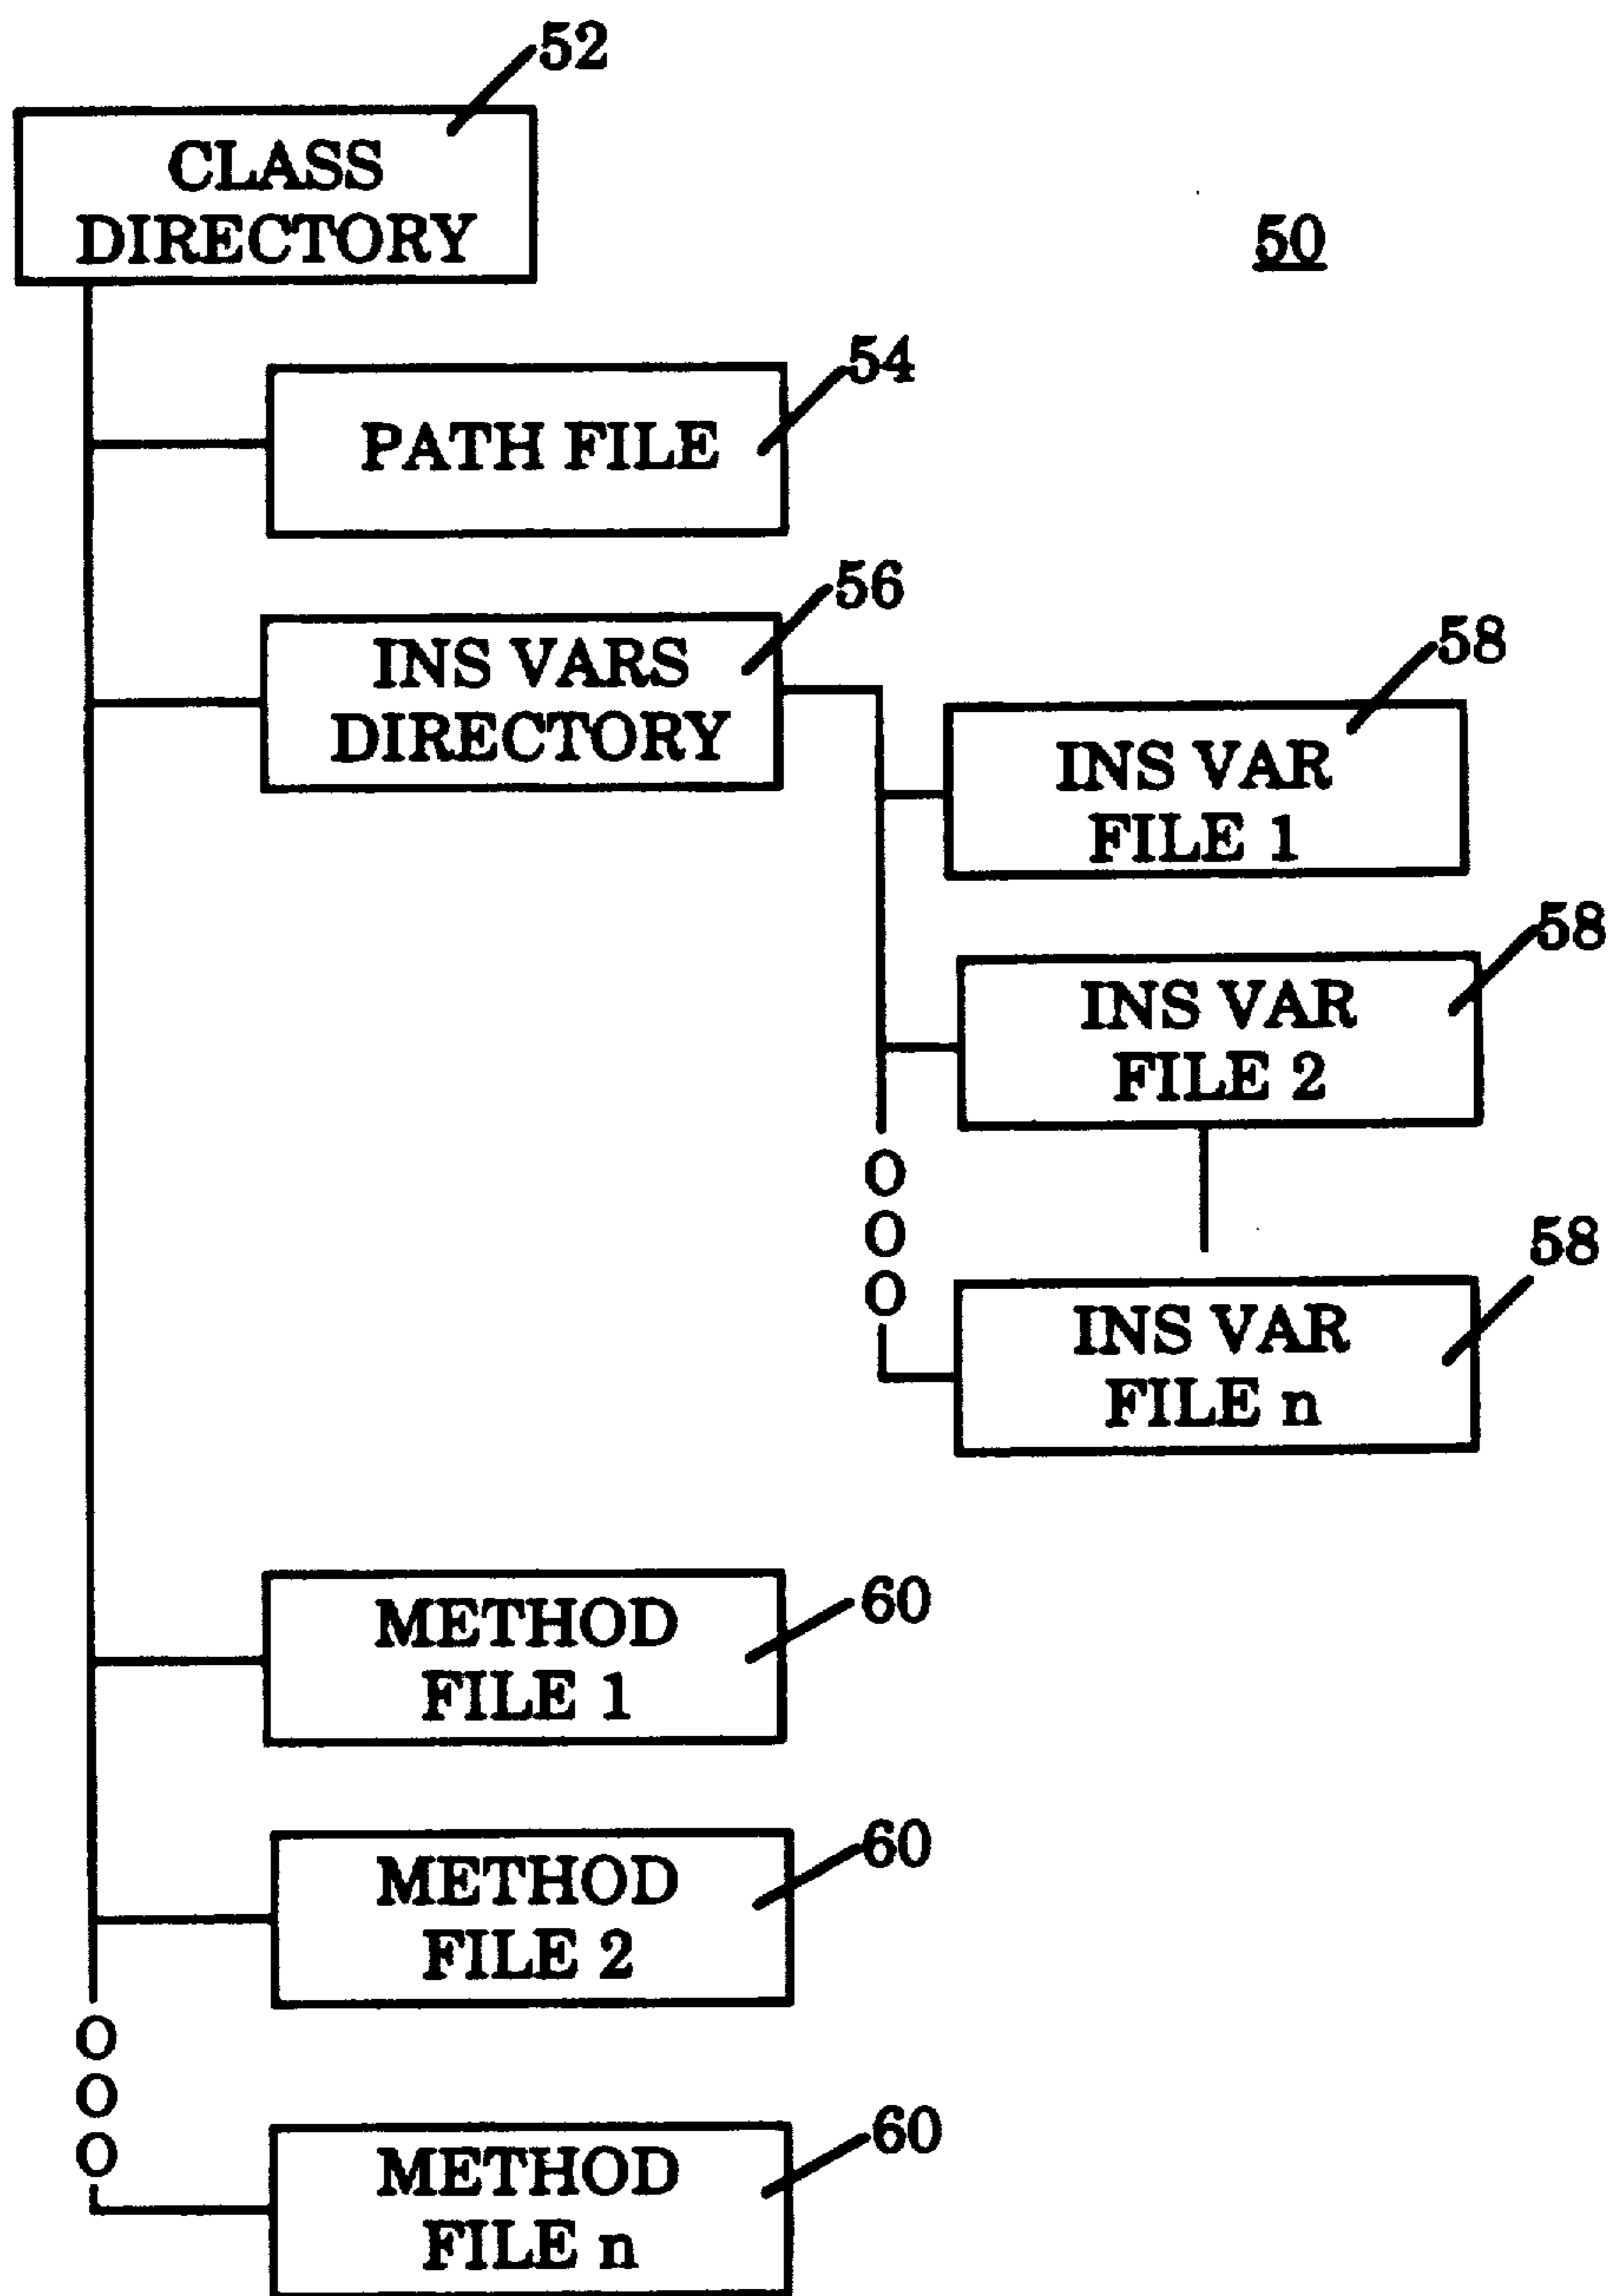 52
CLASS
DIRECTORY
50
54
PATH FILE
56
INS VARS
DIRECTORY
58
INS VAR
FILE 1
58
INS VAR
FILE 2
O
O
O
58
INS VAR
FILE n
60
METHOD
FILE 1
60
METHOD
FILE 2
O
O
O
60
METHOD
FILE n